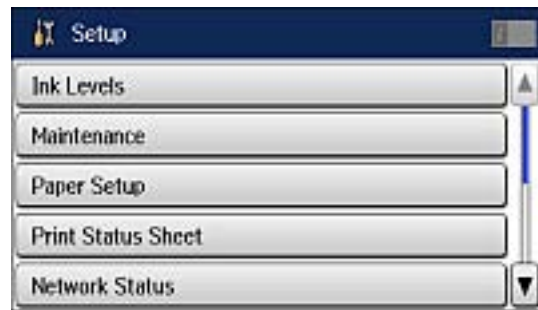 Setup
Ink Levels
Maintenance
Paper Setup
Print Status Sheet
Network Status